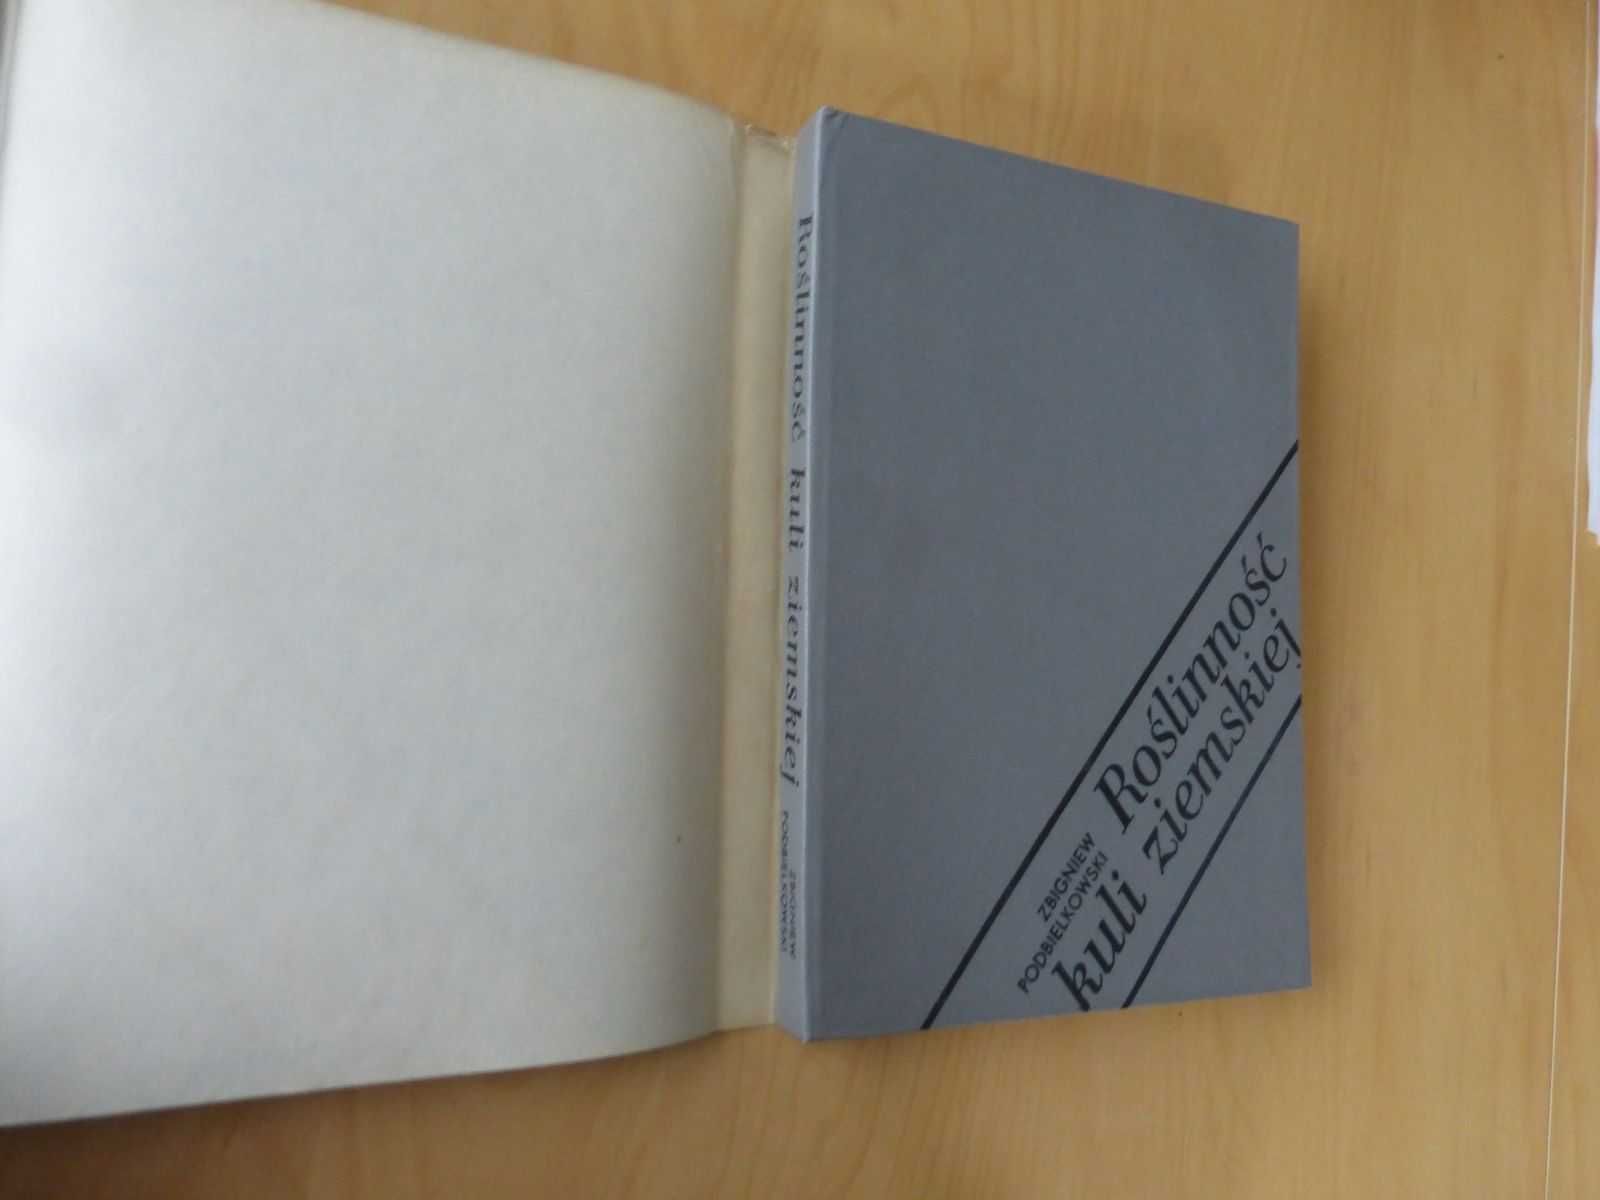 Roślinność kuli ziemskiej
ZBIGNIEW
PODBIELKOWSKI
ZBIGNIEW
PODBIELKOWSKI
Roślinność
kuli ziemskiej